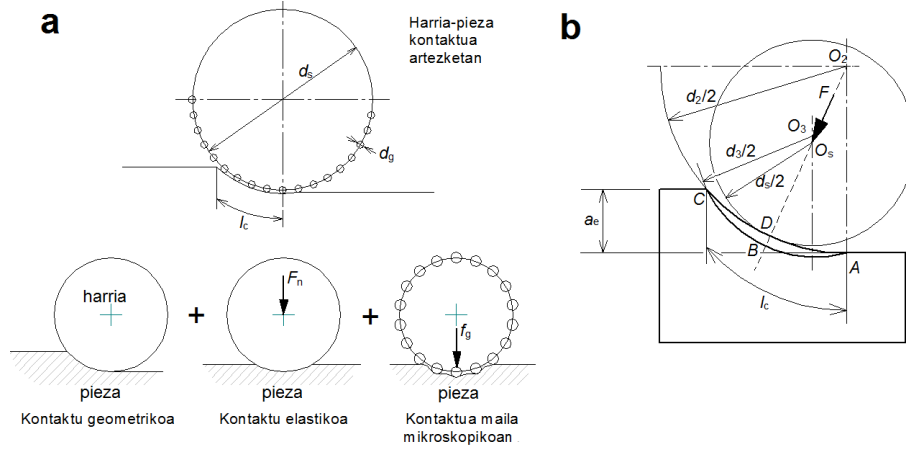 a
Harria-pieza
kontaktua
artezketan
ds
dg
lc
harria
+
Fn
+
fg
pieza
pieza
pieza
Kontaktu geometrikoa
Kontaktu elastikoa
Kontaktua maila
mikroskopikoan
b
O2
d2/2
F
O3
Os
d3/2
ds/2
C
ae
D
B
A
lc